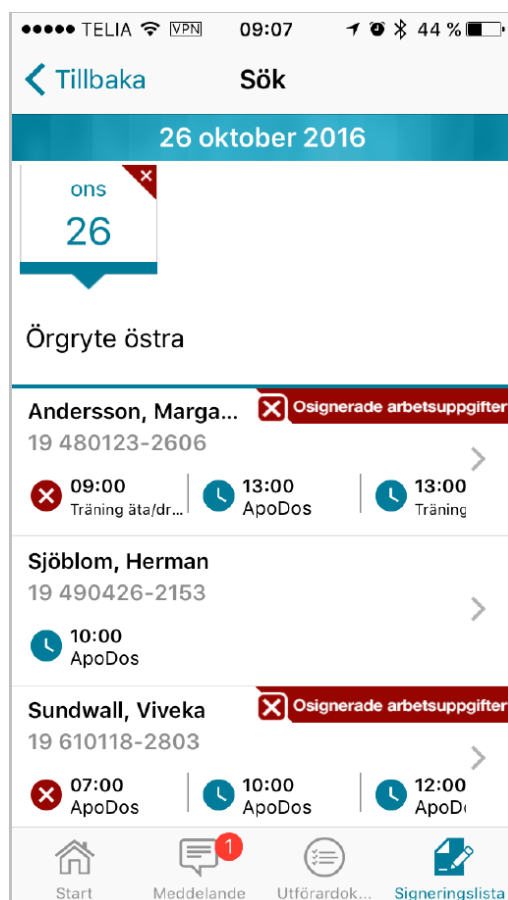 TELIA VPN 09:07 44 %
Tillbaka Sök
26 oktober 2016
ons
26
Örgryte östra
Andersson, Marga... Osignerade arbetsuppgifter
19 480123-2606
09:00 13:00 13:00
Träning äta/dr... ApoDos Träning
Sjöblom, Herman
19 490426-2153
10:00
ApoDos
Sundwall, Viveka Osignerade arbetsuppgifter
19 610118-2803
07:00 10:00 12:00
ApoDos ApoDos
1
Start Meddelande Utförardok... Signeringslista